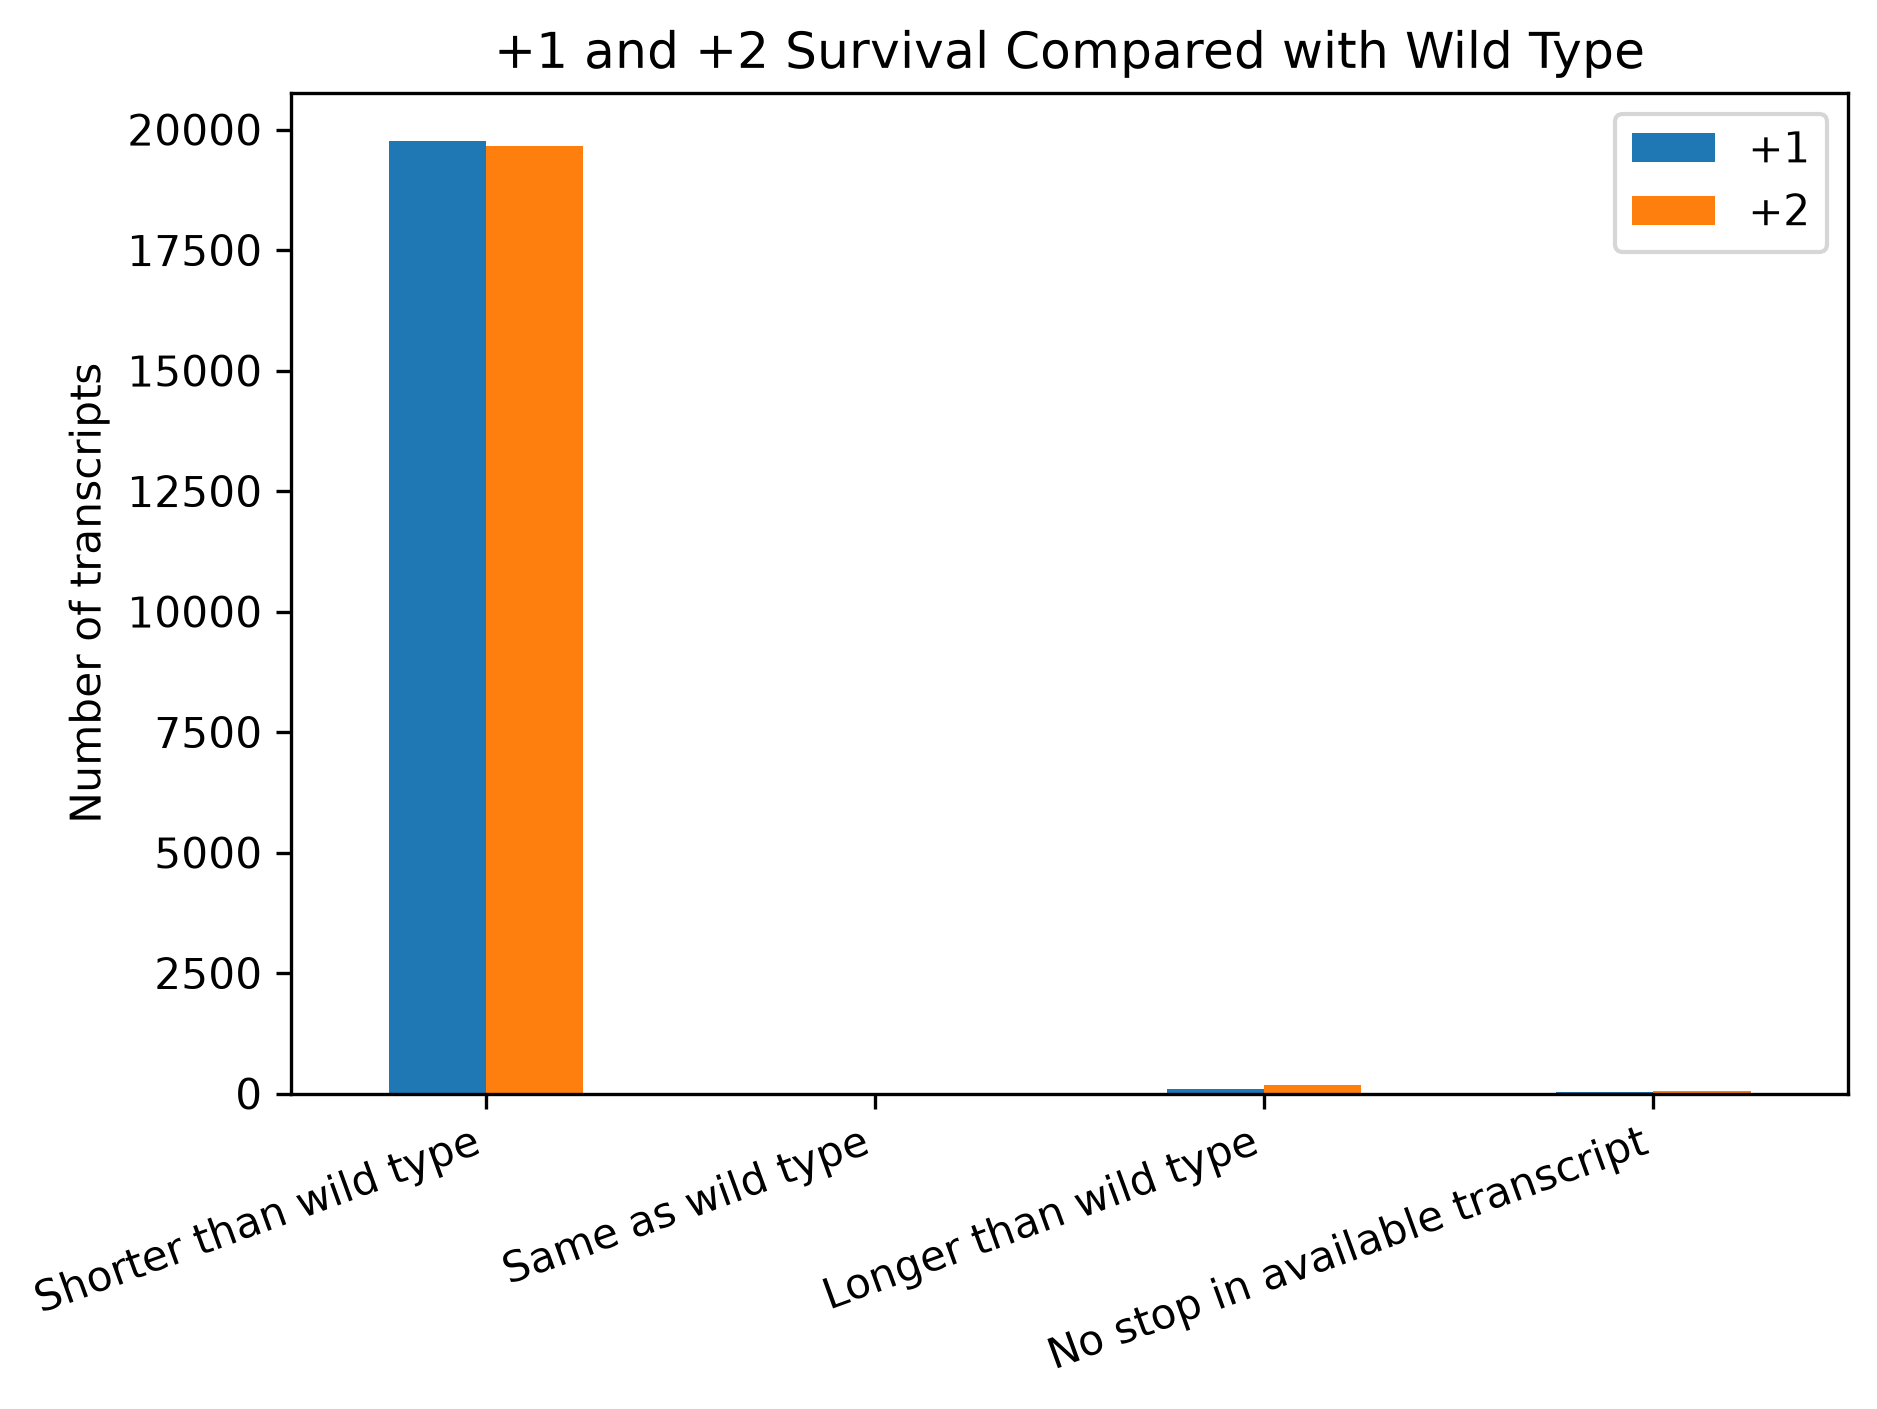 +1 and +2 Survival Compared with Wild Type
+1
+2
Number of transcripts
20000
17500
15000
12500
10000
7500
5000
2500
0
Shorter than wild type
Same as wild type
Longer than wild type
No stop in available transcript